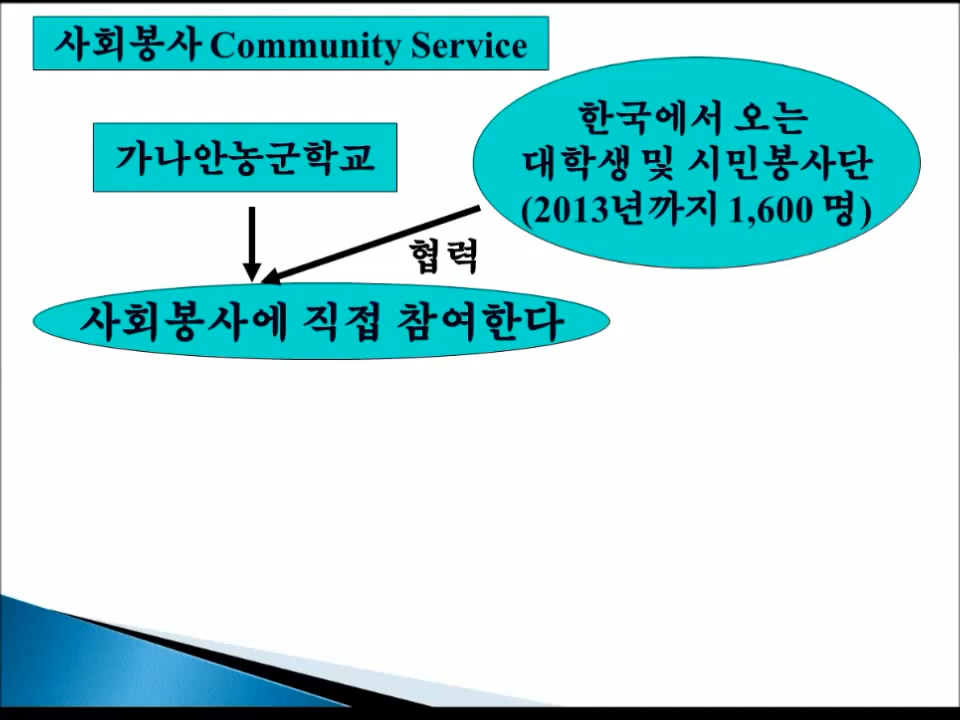 사회봉사 Community Service
가나안농군학교
한국에서 오는
대학생 및 시민봉사단
(2013년까지 1,600 명)
협력
사회봉사에 직접 참여한다